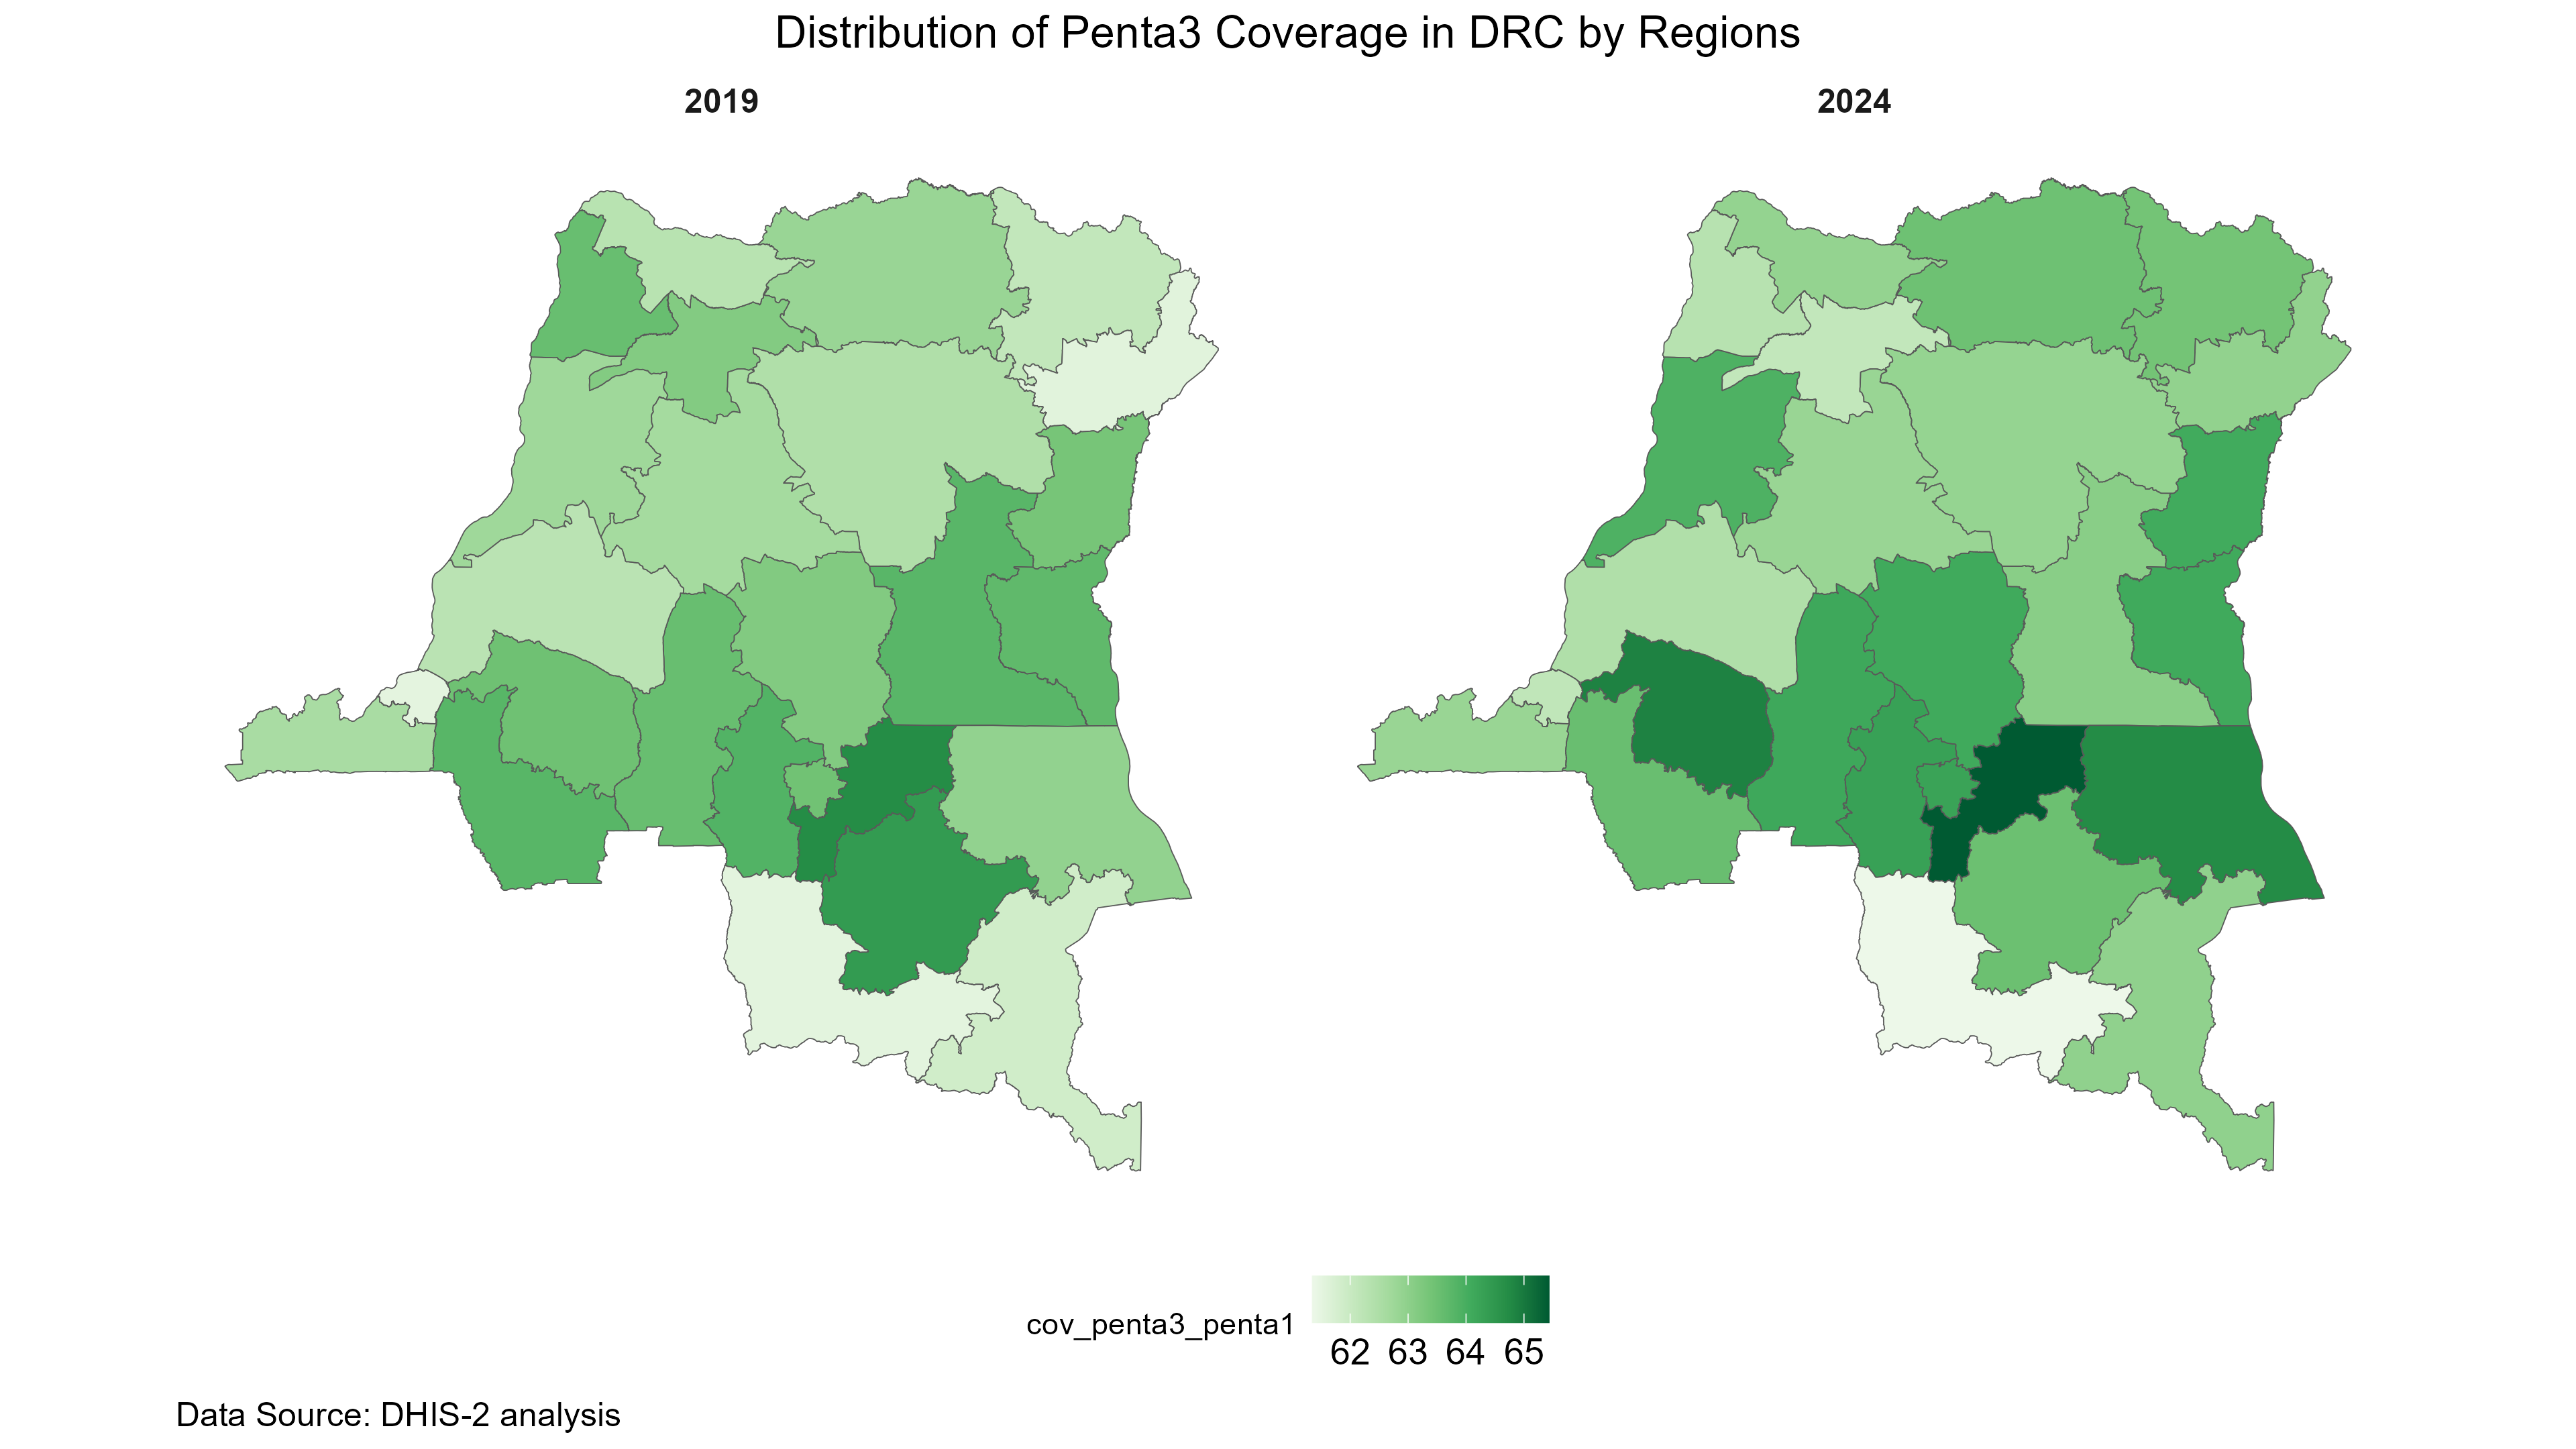 Distribution of Penta3 Coverage in DRC by Regions
2019
2024
cov_penta3_penta1
62 63 64 65
Data Source: DHIS-2 analysis